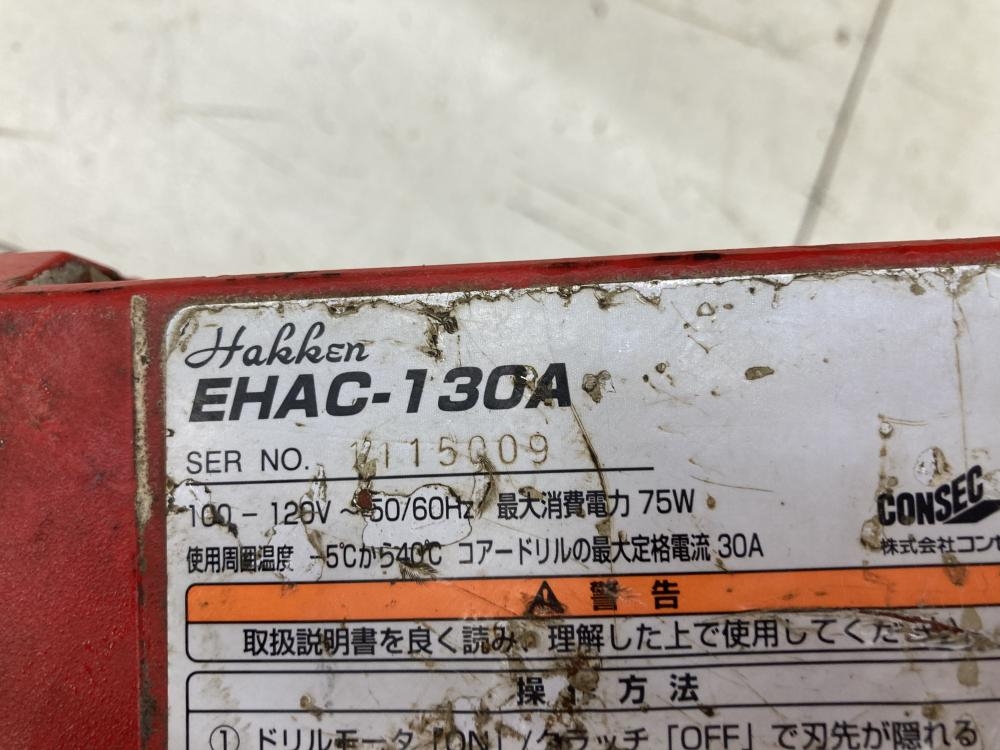 Hakken
EHAC-130A
SER NO.
100 - 120V ~ 50/60Hz 最大消費電力 75W
使用周囲温度 -5℃から40℃ コアードリルの最大定格電流 30A
CONSEC
株式会社コン
⚠ 警告
取扱説明書を良く読み、理解した上で使用してください
操作方法
① ドリルモータ「ON」/クラッチ「OFF」で刃先が隠れる